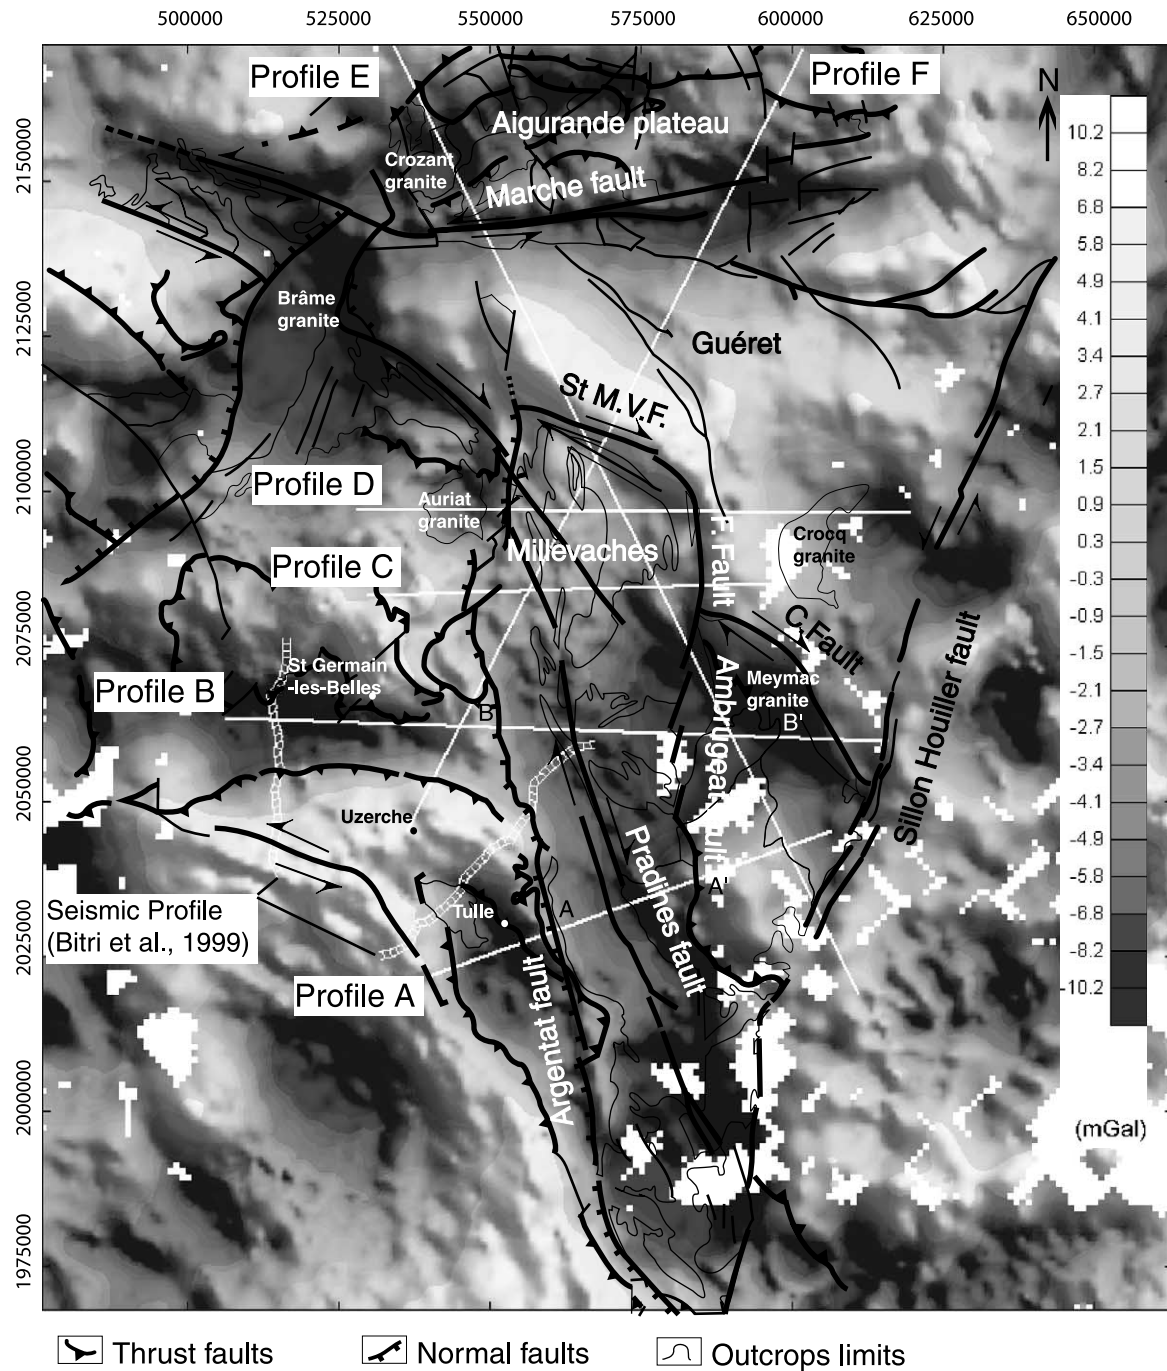 500000 525000 550000 575000 600000 625000 650000
Profile E
Profile F
N
Aigurande plateau
Crozant
granite
Marche fault
2150000
2125000
2100000
2075000
2050000
2025000
2000000
1975000
Brâme
granite
Guéret
St M.V.F.
Profile D
Auriat
granite
Millevaches
F. Fault
Crocq
granite
Profile C
C.Fault
St Germain
-les-Belles
Profile B
B
Meymac
granite
B'
Ambrugeat fault
Sillon Houiller fault
Uzerche
Pradines fault
A'
Tulle
A
Seismic Profile
(Bitri et al., 1999)
Profile A
Argentat fault
10.2
8.2
6.8
5.8
4.9
4.1
3.4
2.7
2.1
1.5
0.9
0.3
-0.3
-0.9
-1.5
-2.1
-2.7
-3.4
-4.1
-4.9
-5.8
-6.8
-8.2
-10.2
(mGal)
Thrust faults Normal faults Outcrops limits